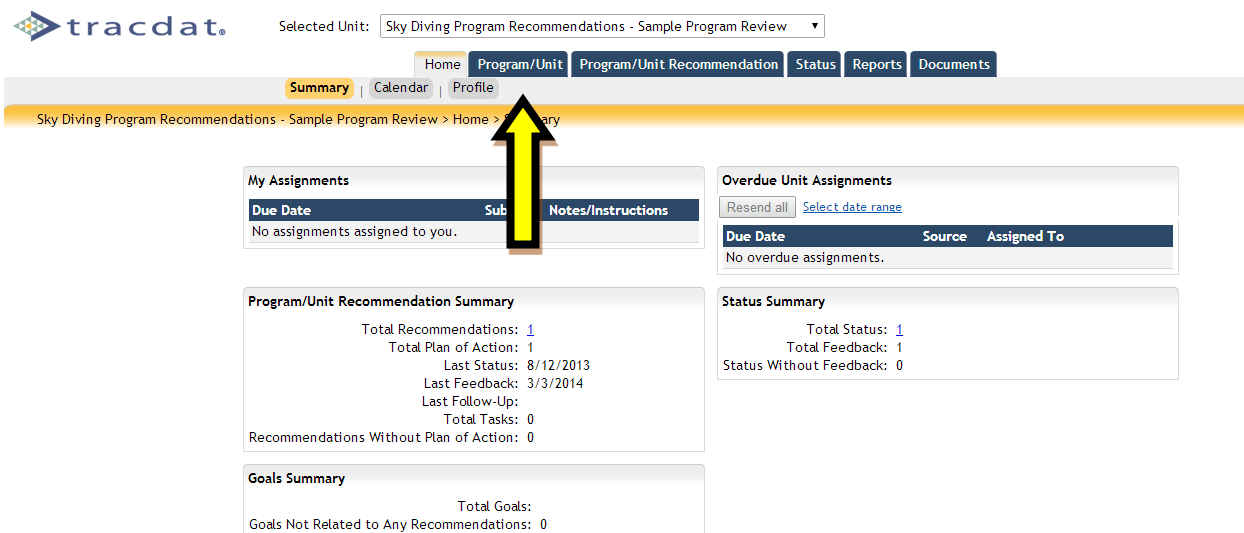 tracdat®
Selected Unit: Sky Diving Program Recommendations - Sample Program Review
Home Program/Unit Program/Unit Recommendation Status Reports Documents
Summary | Calendar | Profile
Sky Diving Program Recommendations - Sample Program Review > Home > S ary
My Assignments
Due Date Sub Notes/Instructions
No assignments assigned to you.
Overdue Unit Assignments
Resend all Select date range
Due Date Source Assigned To
No overdue assignments.
Program/Unit Recommendation Summary
Total Recommendations: 1
Total Plan of Action: 1
Last Status: 8/12/2013
Last Feedback: 3/3/2014
Last Follow-Up:
Total Tasks: 0
Recommendations Without Plan of Action: 0
Status Summary
Total Status: 1
Total Feedback: 1
Status Without Feedback: 0
Goals Summary
Total Goals:
Goals Not Related to Any Recommendations: 0